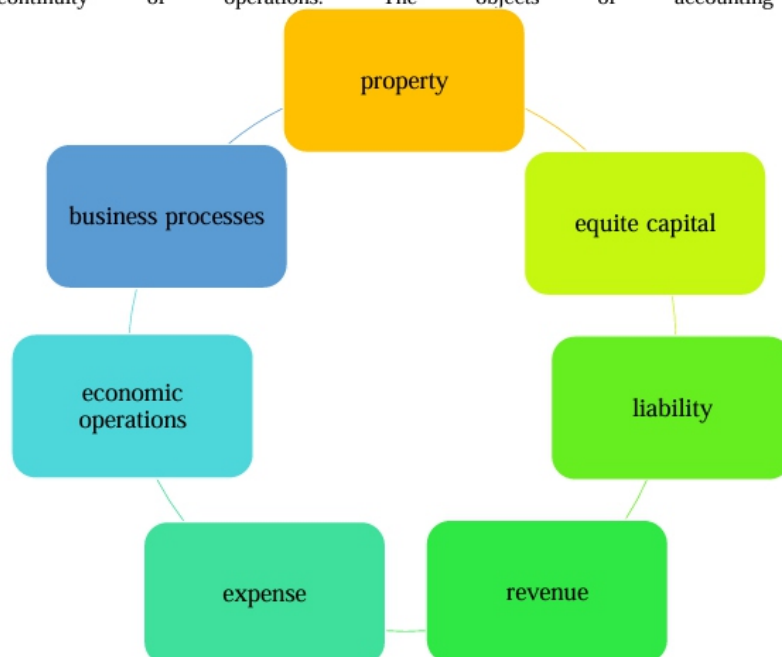 continuity of operations. The objects of accounting
property
equite capital
liability
revenue
expense
economic
operations
business processes